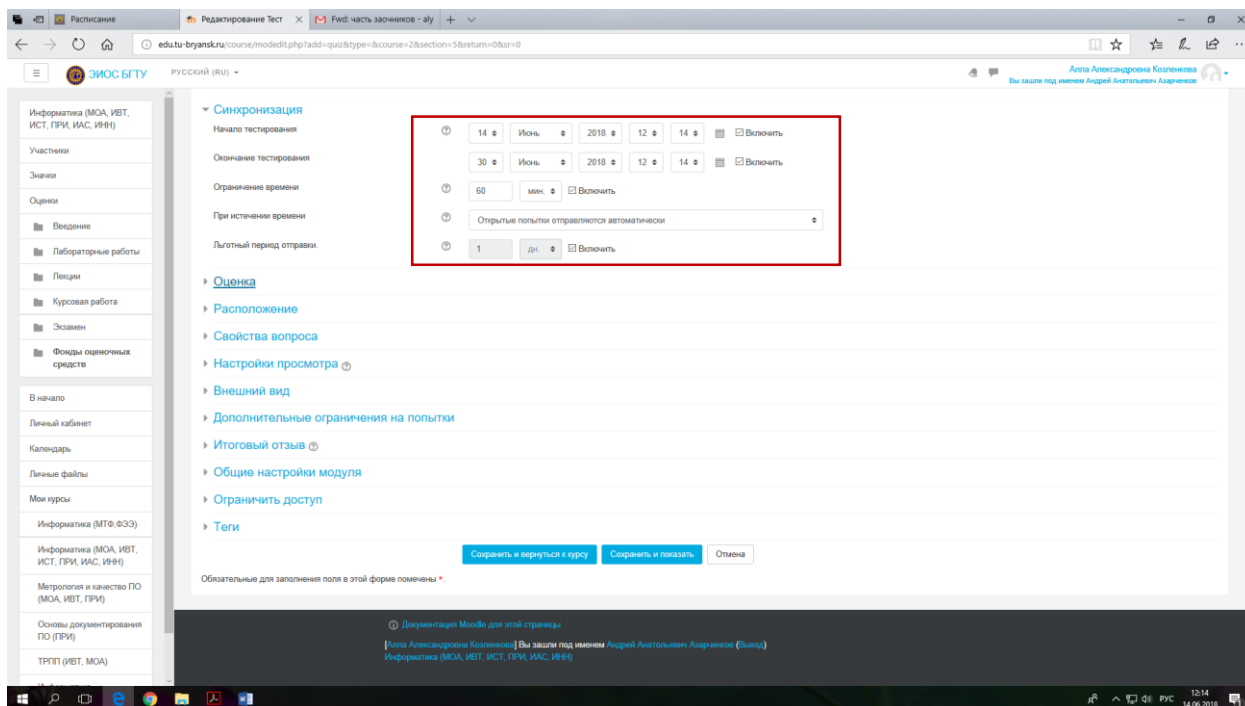 Расписание
Редактирование Тест
Fwd: часть заочников - aly
edu.tu-bryansk.ru/course/modedit.php?add=quiz&type=&course=2&section=5&return=0&sr=0
ЭИОС БГТУ
РУССКИЙ (RU)
Алла Александровна Козленкова
Вы зашли под именем Андрей Анатольевич Азарченков
Информатика (МОА, ИВТ,
ИСТ, ПРИ, ИАС, ИНН)
Участники
Значки
Оценки
Введение
Лабораторные работы
Лекции
Курсовая работа
Экзамен
Фонды оценочных
средств
В начало
Личный кабинет
Календарь
Личные файлы
Мои курсы
Информатика (МТФ,ФЭЭ)
Информатика (МОА, ИВТ,
ИСТ, ПРИ, ИАС, ИНН)
Метрология и качество ПО
(МОА, ИВТ, ПРИ)
Основы документирования
ПО (ПРИ)
ТРПП (ИВТ, МОА)
Синхронизация
Начало тестирования 14 Июнь 2018 12 14 Включить
Окончание тестирования 30 Июнь 2018 12 14 Включить
Ограничение времени 60 мин. Включить
При истечении времени Открытые попытки отправляются автоматически
Льготный период отправки. 1 дн. Включить
Оценка
Расположение
Свойства вопроса
Настройки просмотра
Внешний вид
Дополнительные ограничения на попытки
Итоговый отзыв
Общие настройки модуля
Ограничить доступ
Теги
Сохранить и вернуться к курсу Сохранить и показать Отмена
Обязательные для заполнения поля в этой форме помечены *.
Документация Moodle для этой страницы
[Алла Александровна Козленкова] Вы зашли под именем Андрей Анатольевич Азарченков (Выход)
Информатика (МОА, ИВТ, ИСТ, ПРИ, ИАС, ИНН)
РУС
12:14
14.06.2018